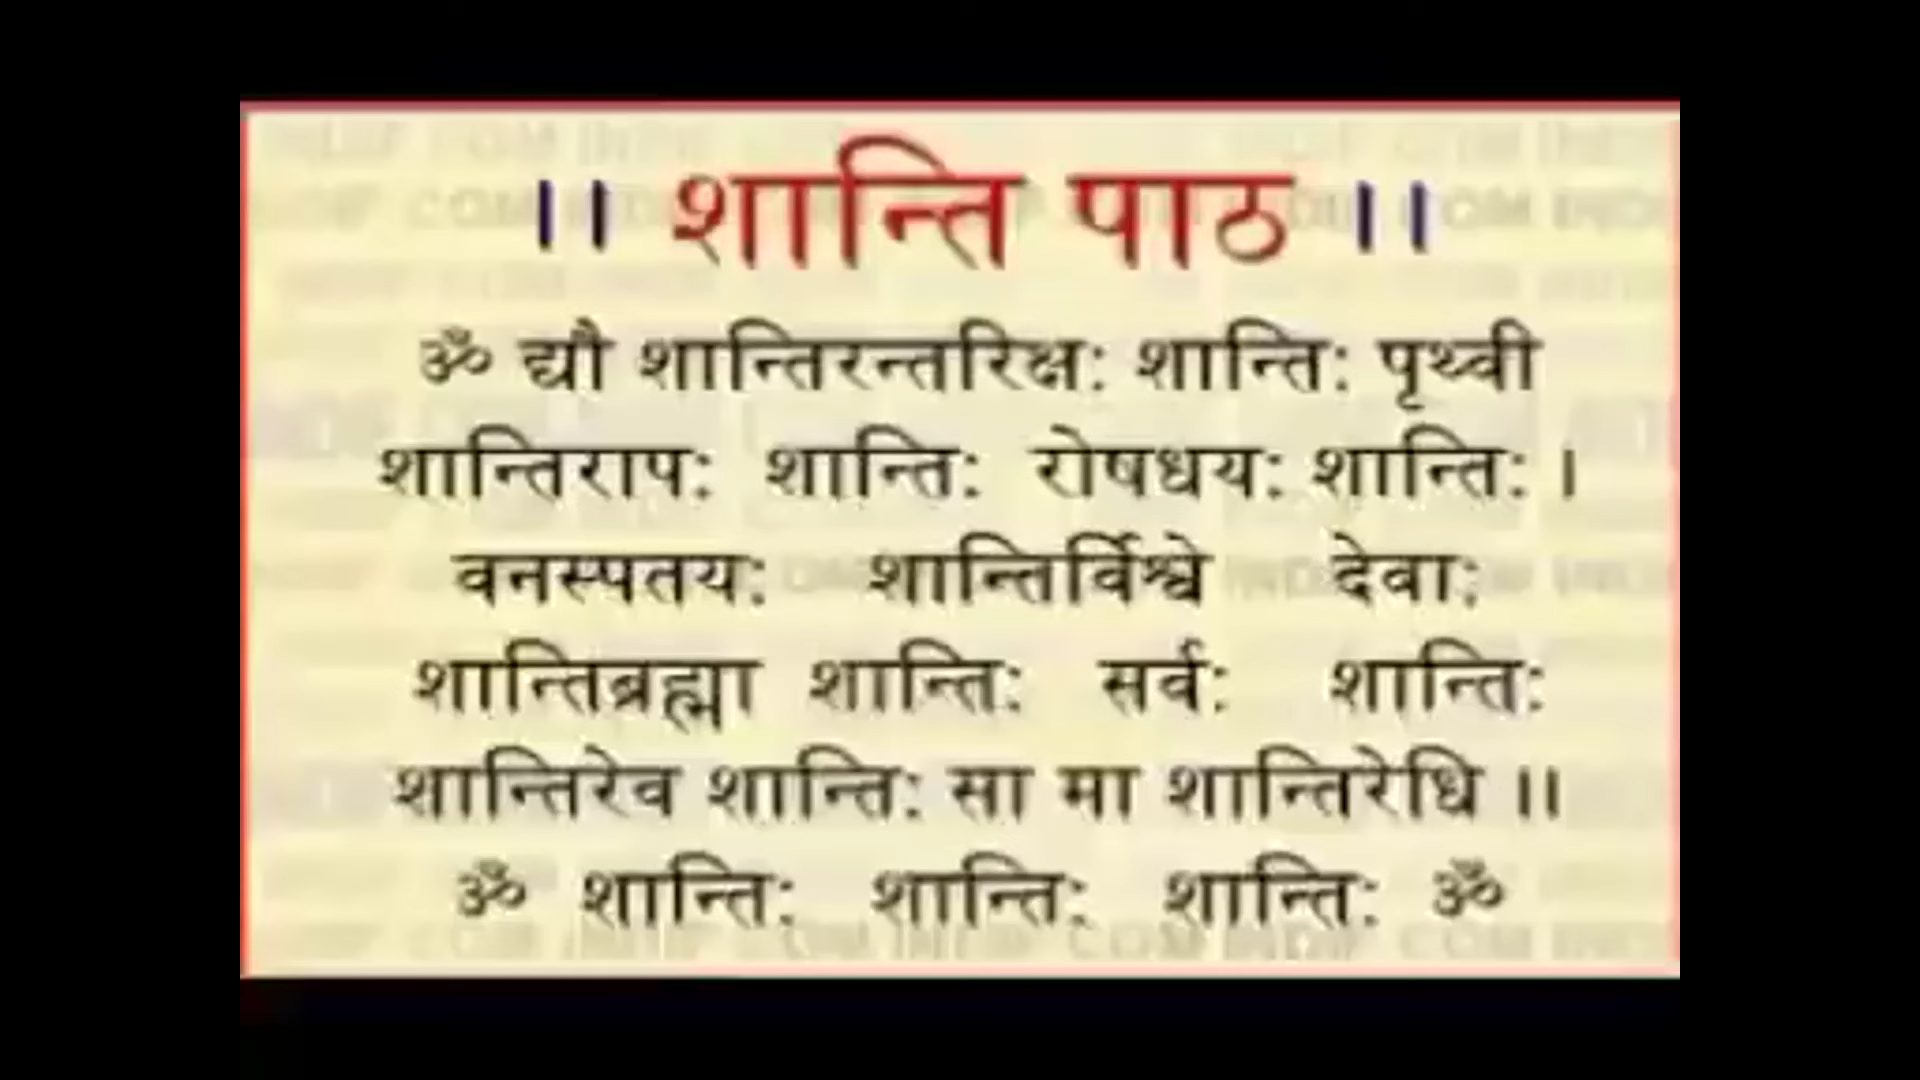 ।। शान्ति पाठ ।।
ॐ द्यौ शान्तिरन्तरिक्ष: शान्ति: पृथ्वी
शान्तिराप: शान्ति: रोषधय: शान्ति: ।
वनस्पतय: शान्तिर्विश्वे देवा:
शान्तिब्रह्मा शान्ति: सर्व: शान्ति:
शान्तिरेव शान्ति: सा मा शान्तिरेधि ।।
ॐ शान्ति: शान्ति: शान्ति: ॐ